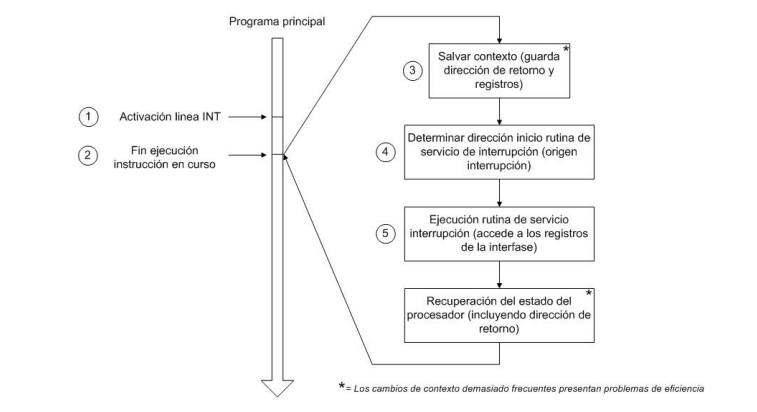 Programa principal
1
Activación linea INT
2
Fin ejecución
instrucción en curso
3
Salvar contexto (guarda
dirección de retorno y
registros)
*
4
Determinar dirección inicio rutina de
servicio de interrupción (origen
interrupción)
5
Ejecución rutina de servicio
interrupción (accede a los registros
de la interfase)
Recuperación del estado del
procesador (incluyendo dirección de
retorno)
*
*= Los cambios de contexto demasiado frecuentes presentan problemas de eficiencia